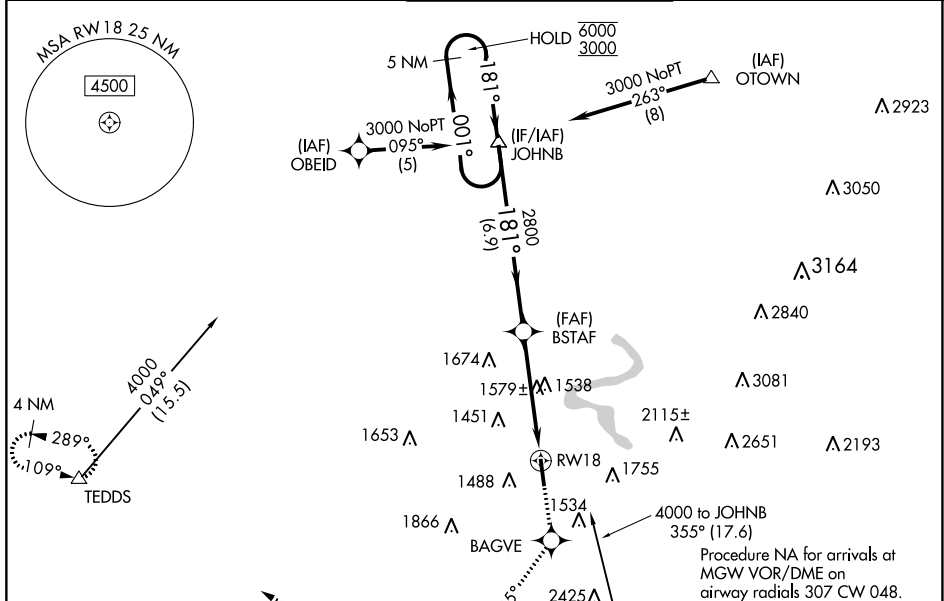 MSA RW18 25 NM
4500
HOLD 6000
3000
5 NM
181°
001°
(IAF)
OTOWN
3000 NoPT
263°
(8)
2923
3000 NoPT
095°
(5)
(IAF)
OBEID
(IF/IAF)
JOHNB
3050
2800
181°
(6.9)
3164
(FAF)
BSTAF
2840
4000
049°
(15.5)
1674
1579±
1538
3081
4 NM
289°
109°
TEDDS
1653
1451
2115±
2651
2193
RW18
1488
1755
1534
1866
BAGVE
4000 to JOHNB
355° (17.6)
Procedure NA for arrivals at
MGW VOR/DME on
airway radials 307 CW 048.
5°
2425